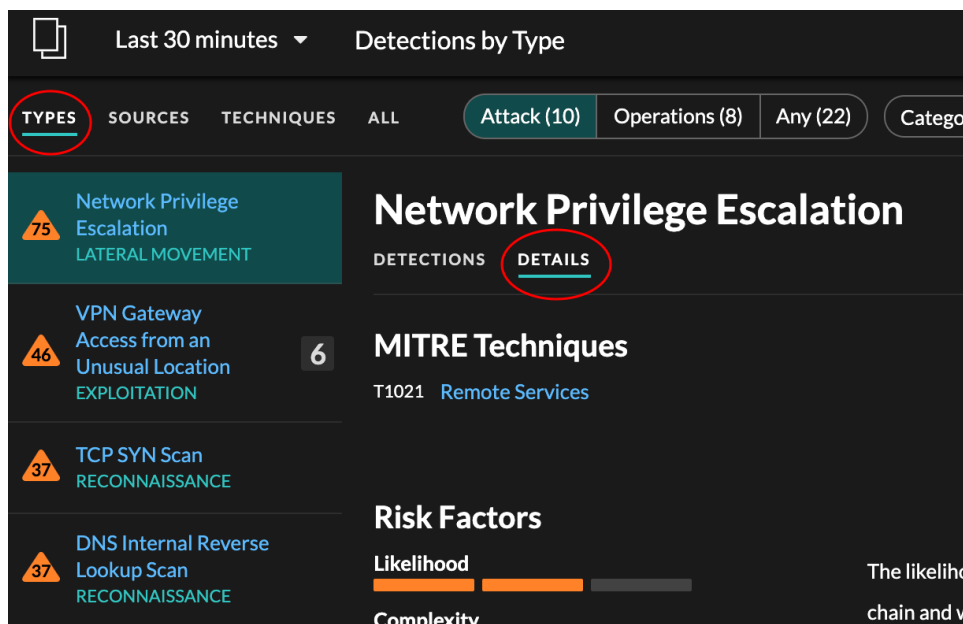 Last 30 minutes
Detections by Type
TYPES SOURCES TECHNIQUES ALL
Attack (10) Operations (8) Any (22)
75
Network Privilege
Escalation
LATERAL MOVEMENT
46
VPN Gateway
Access from an
Unusual Location
EXPLOITATION
6
37
TCP SYN Scan
RECONNAISSANCE
37
DNS Internal Reverse
Lookup Scan
RECONNAISSANCE
Network Privilege Escalation
DETECTIONS DETAILS
MITRE Techniques
T1021 Remote Services
Risk Factors
Likelihood
Complexity
The
chain and